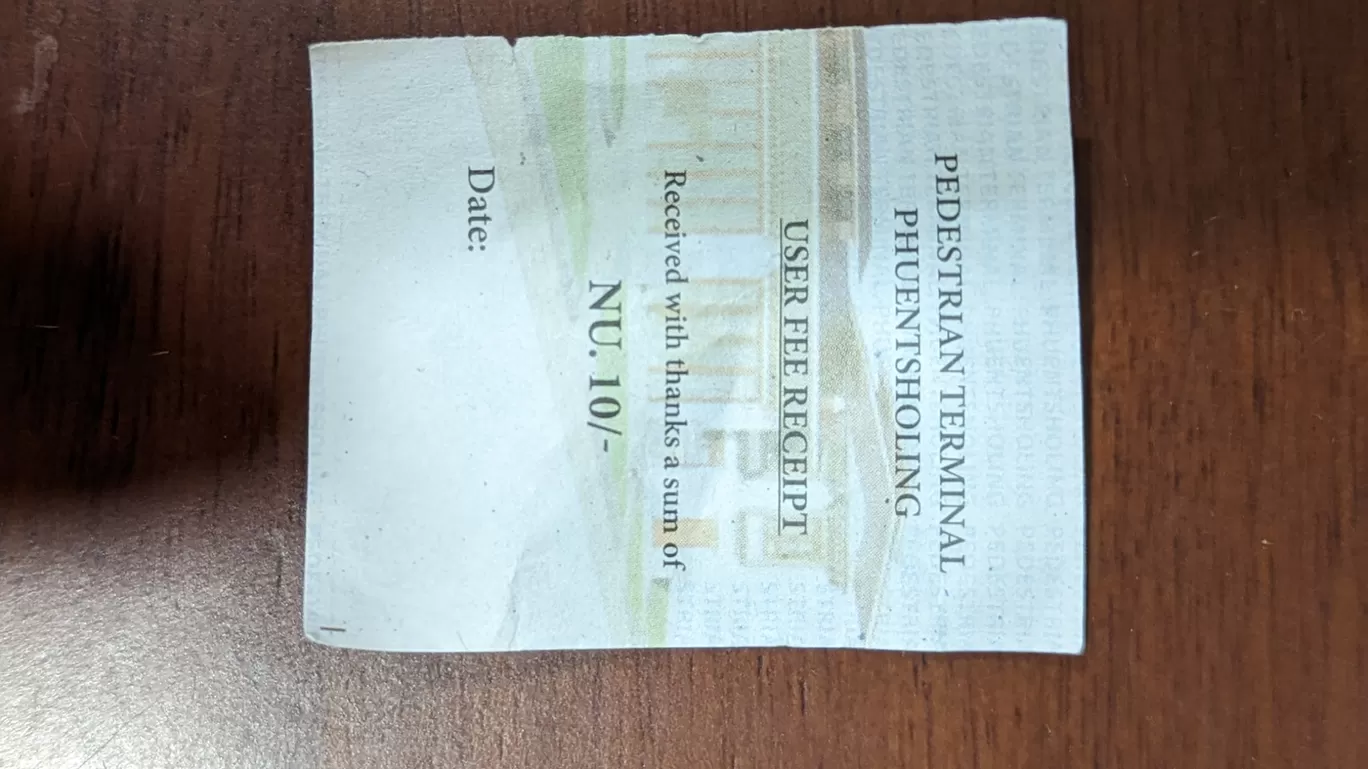 PEDESTRIAN TERMINAL
PHUENTSHOLING
USER FEE RECEIPT
Received with thanks a sum of
NU. 10/-
Date: